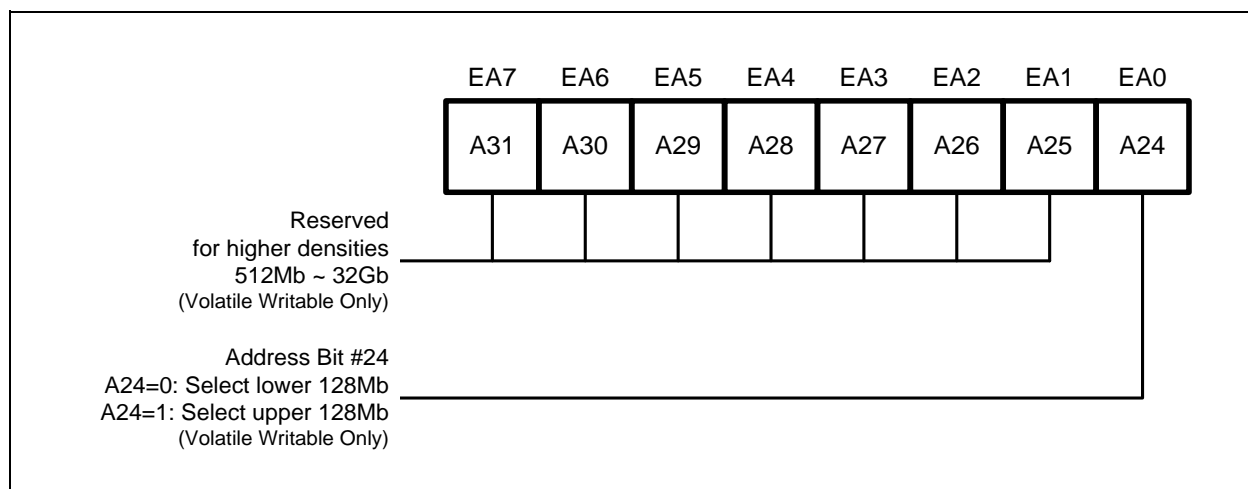 EA7 EA6 EA5 EA4 EA3 EA2 EA1 EA0
A31 A30 A29 A28 A27 A26 A25 A24
Reserved
for higher densities
512Mb ~ 32Gb
(Volatile Writable Only)
Address Bit #24
A24=0: Select lower 128Mb
A24=1: Select upper 128Mb
(Volatile Writable Only)